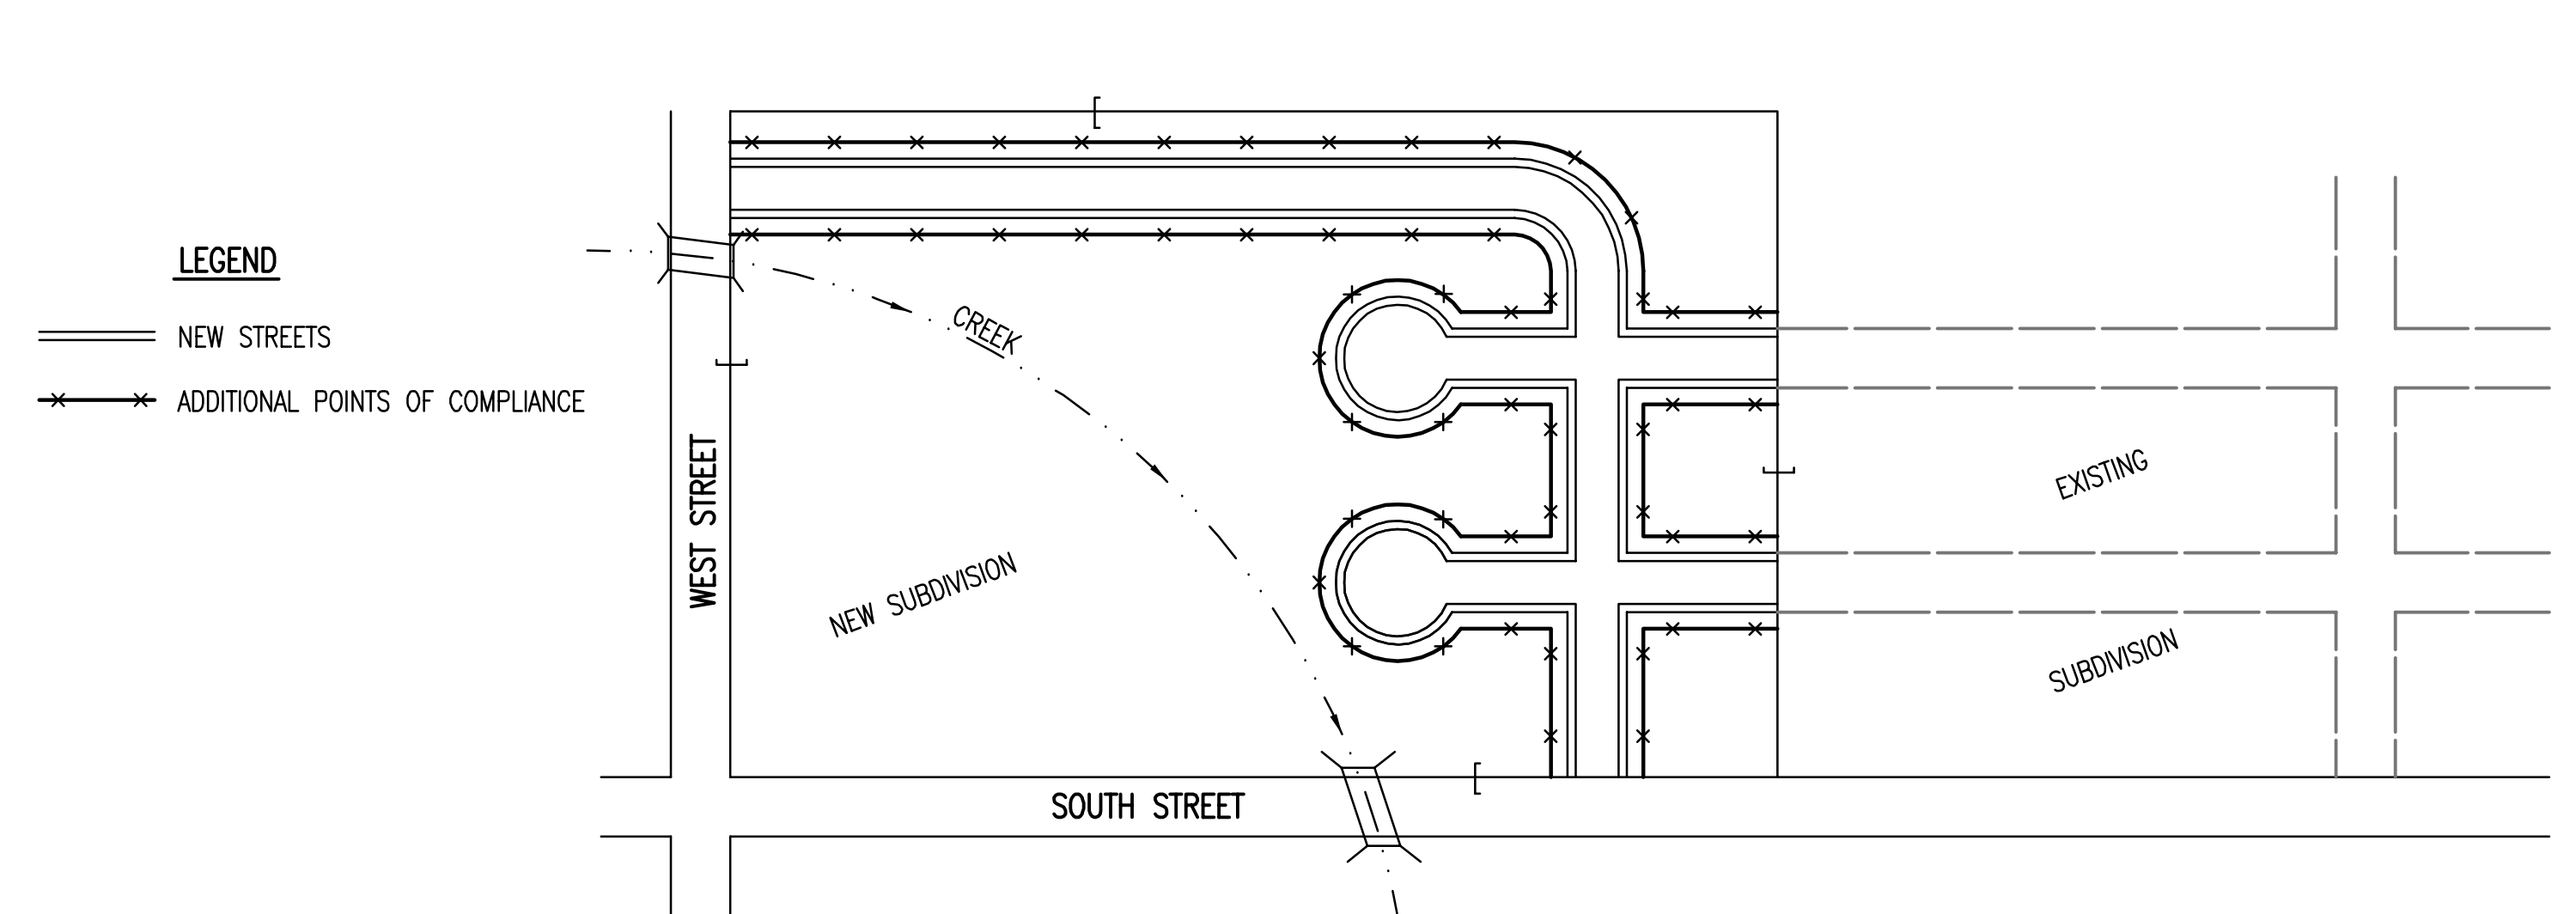 LEGEND
NEW STREETS
ADDITIONAL POINTS OF COMPLIANCE
CREEK
WEST STREET
NEW SUBDIVISION
SOUTH STREET
EXISTING
SUBDIVISION